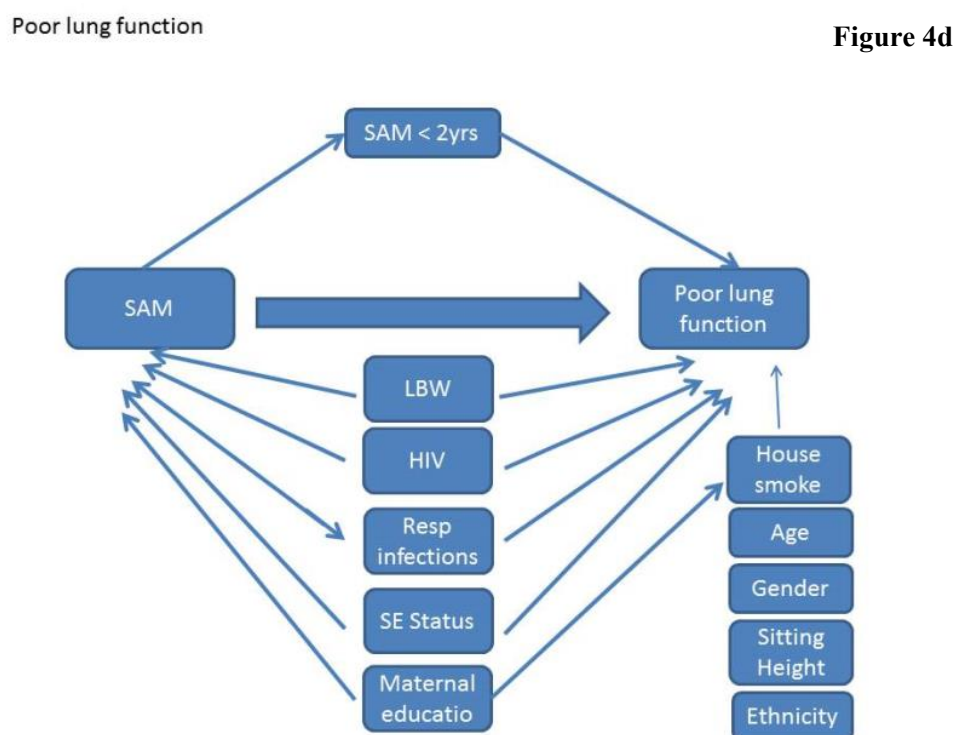 Poor lung function
Figure 4d
SAM < 2yrs
SAM
Poor lung
function
LBW
HIV
Resp
infections
SE Status
Maternal
educatio
House
smoke
Age
Gender
Sitting
Height
Ethnicity